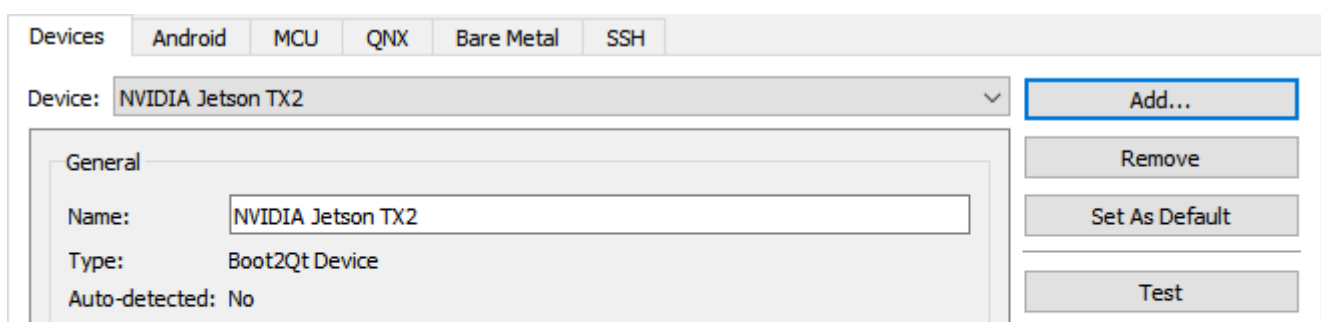 Devices Android MCU QNX Bare Metal SSH
Device: NVIDIA Jetson TX2 Add...
General Remove
Name: NVIDIA Jetson TX2 Set As Default
Type: Boot2Qt Device
Auto-detected: No Test